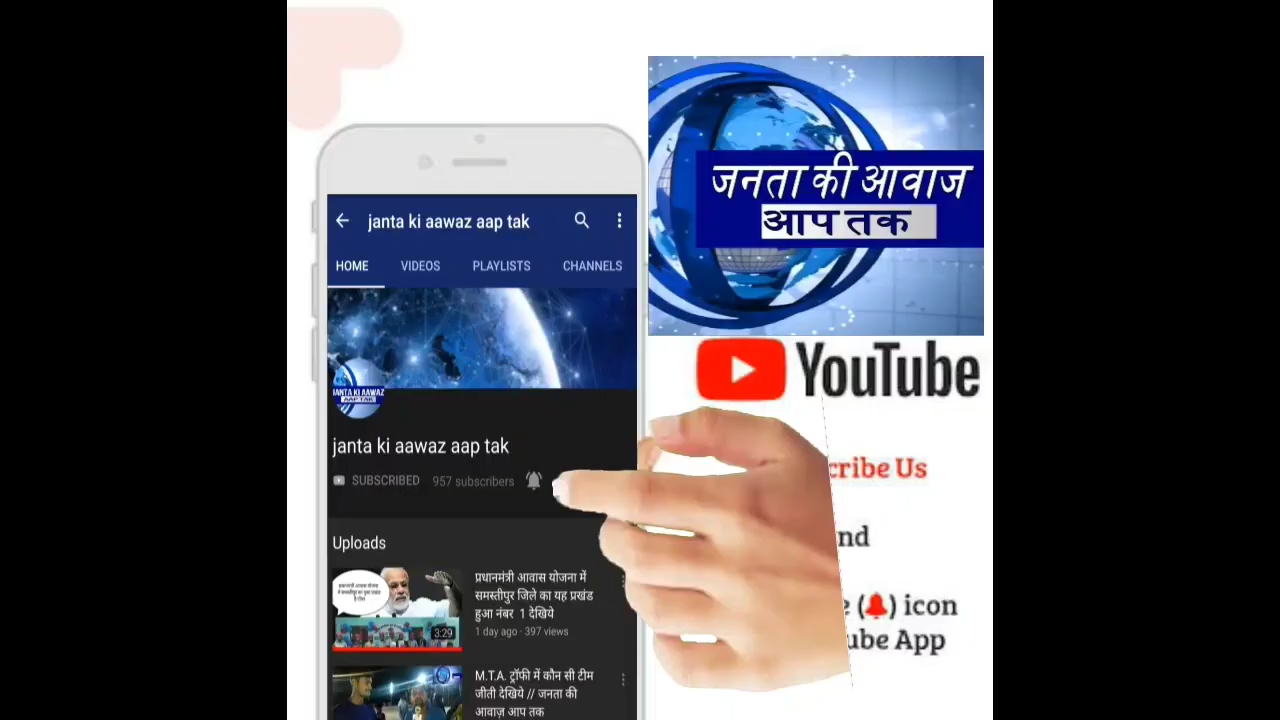 जनता की आवाज
आप तक
janta ki aawaz aap tak
HOME VIDEOS PLAYLISTS CHANNELS
YouTube
JANTA KI AAWAZ
AAP TAK
janta ki aawaz aap tak
SUBSCRIBED 957 subscribers
cribe Us
nd
e ( ) icon
ube App
Uploads
प्रधानमंत्री आवास योजना में
समस्तीपुर जिले का यह प्रखंड
हुआ नंबर 1 देखिये
1 day ago · 397 views
3:29
M.T.A. ट्रॉफी में कौन सी टीम
जीती देखिये // जनता की
आवाज़ आप तक